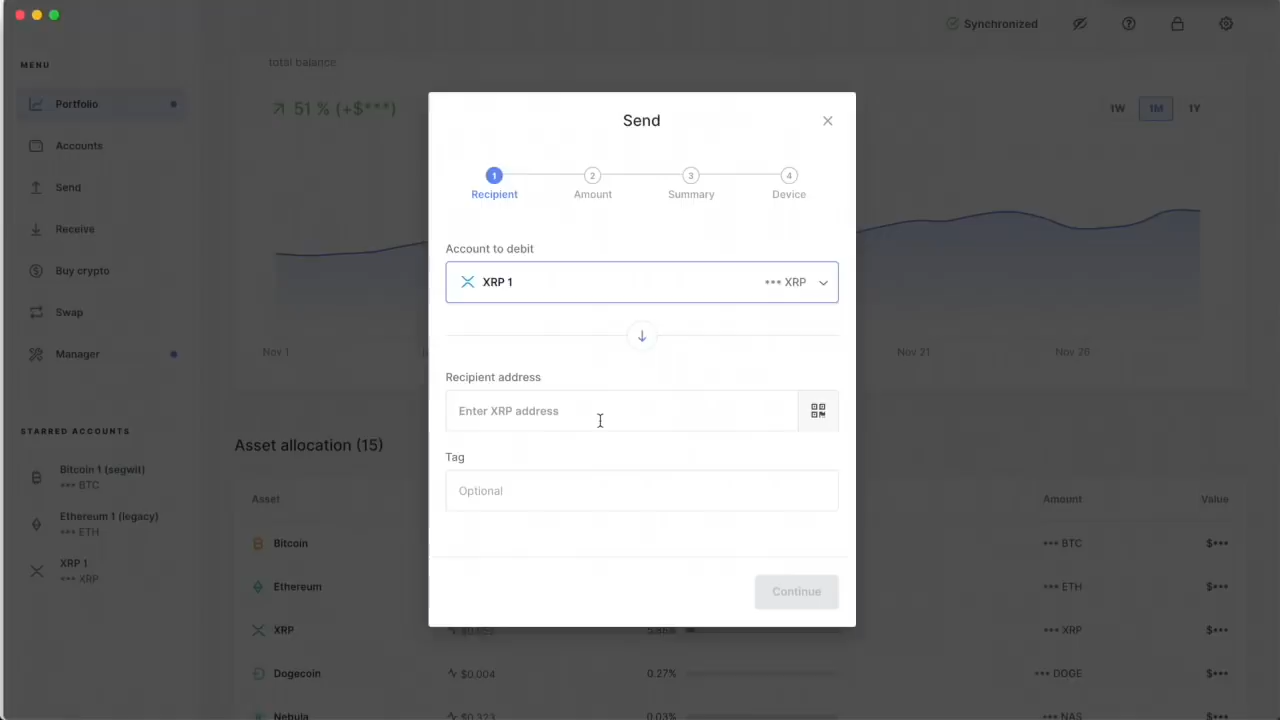 Synchronized
MENU
Portfolio
Accounts
Send
Receive
Buy crypto
Swap
Manager
STARRED ACCOUNTS
Bitcoin 1 (segwit)
*** BTC
Ethereum 1 (legacy)
*** ETH
XRP 1
*** XRP
total balance
51 % (+$***)
1W 1M 1Y
Nov 1
Nov 21
Nov 26
Asset allocation (15)
Asset Amount Value
Bitcoin *** BTC $***
Ethereum *** ETH $***
XRP 5.86% *** XRP $***
Dogecoin $0.004 0.27% *** DOGE $***
Nebula $0.323 0.03% *** NAS $***
Send
1 2 3 4
Recipient Amount Summary Device
Account to debit
XRP 1 *** XRP
Recipient address
Enter XRP address
Tag
Optional
Continue